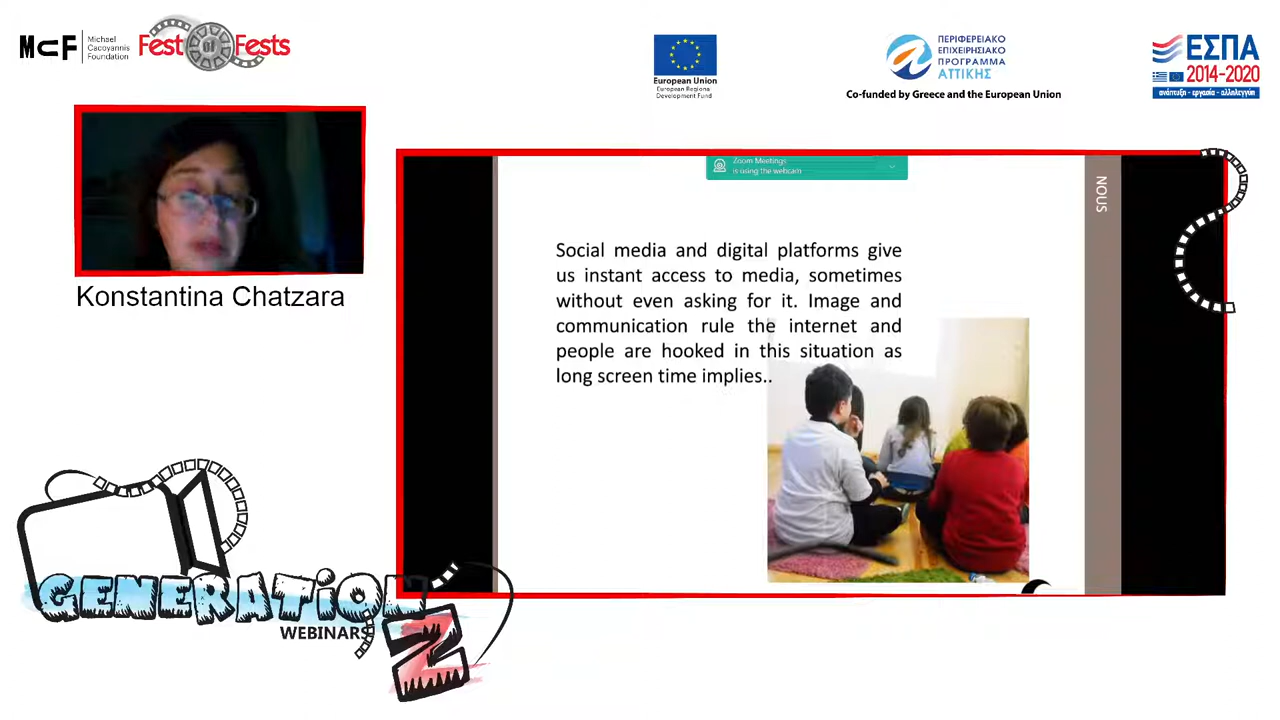 MCF
Michael
Cacoyannis
Foundation
Fest OF Fests
European Union
European Regional
Development Fund
ΠΕΡΙΦΕΡΕΙΑΚΟ
ΕΠΙΧΕΙΡΗΣΙΑΚΟ
ΠΡΟΓΡΑΜΜΑ
ΑΤΤΙΚΗΣ
Co-funded by Greece and the European Union
ΕΣΠΑ
2014-2020
ανάπτυξη - εργασία - αλληλεγγύη
Konstantina Chatzara
Zoom Meetings
is using the webcam
NOUS
Social media and digital platforms give
us instant access to media, sometimes
without even asking for it. Image and
communication rule the internet and
people are hooked in this situation as
long screen time implies..
GENERATiON
WEBINARS
Z